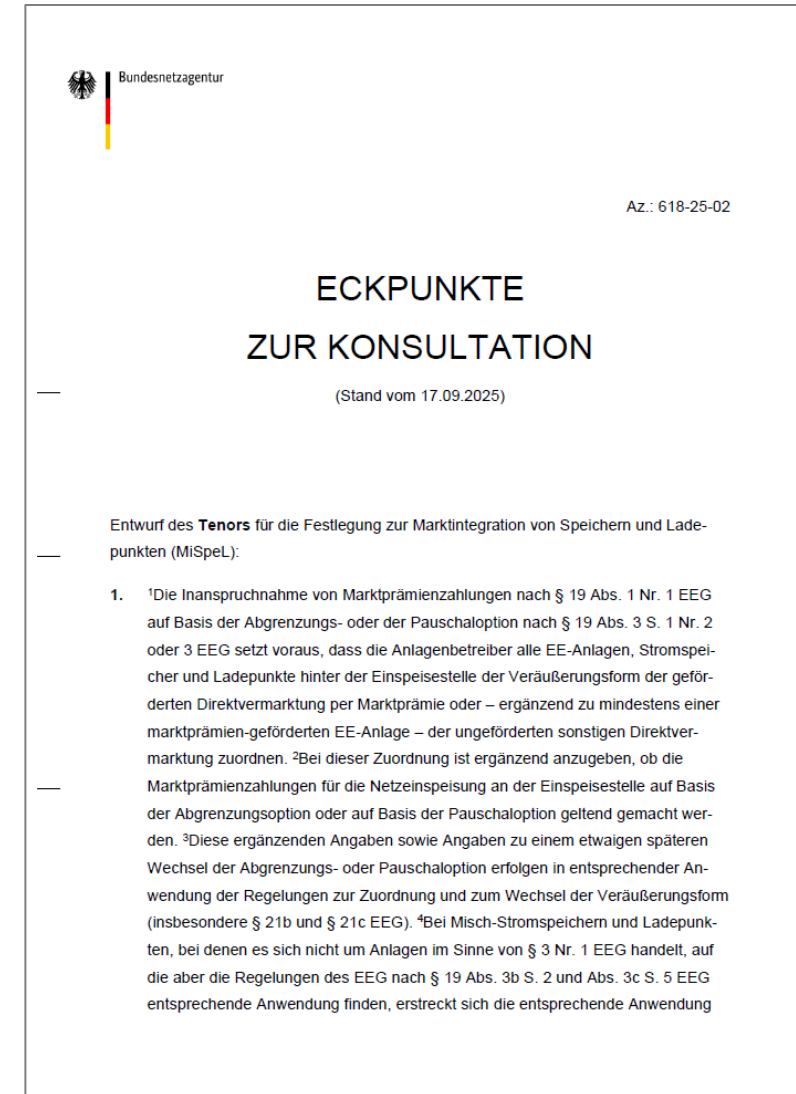 Bundesnetzagentur
Az.: 618-25-02
ECKPUNKTE
ZUR KONSULTATION
(Stand vom 17.09.2025)
Entwurf des Tenors für die Festlegung zur Marktintegration von Speichern und Lade-
punkten (MiSpeL):
1. ¹Die Inanspruchnahme von Marktprämienzahlungen nach § 19 Abs. 1 Nr. 1 EEG
auf Basis der Abgrenzungs- oder der Pauschaloption nach § 19 Abs. 3 S. 1 Nr. 2
oder 3 EEG setzt voraus, dass die Anlagenbetreiber alle EE-Anlagen, Stromspei-
cher und Ladepunkte hinter der Einspeisestelle der Veräußerungsform der geför-
derten Direktvermarktung per Marktprämie oder – ergänzend zu mindestens einer
marktprämien-geförderten EE-Anlage – der ungeförderten sonstigen Direktver-
marktung zuordnen. ²Bei dieser Zuordnung ist ergänzend anzugeben, ob die
Marktprämienzahlungen für die Netzeinspeisung an der Einspeisestelle auf Basis
der Abgrenzungsoption oder auf Basis der Pauschaloption geltend gemacht wer-
den. ³Diese ergänzenden Angaben sowie Angaben zu einem etwaigen späteren
Wechsel der Abgrenzungs- oder Pauschaloption erfolgen in entsprechender An-
wendung der Regelungen zur Zuordnung und zum Wechsel der Veräußerungsform
(insbesondere § 21b und § 21c EEG). ⁴Bei Misch-Stromspeichern und Ladepunk-
ten, bei denen es sich nicht um Anlagen im Sinne von § 3 Nr. 1 EEG handelt, auf
die aber die Regelungen des EEG nach § 19 Abs. 3b S. 2 und Abs. 3c S. 5 EEG
entsprechende Anwendung finden, erstreckt sich die entsprechende Anwendung